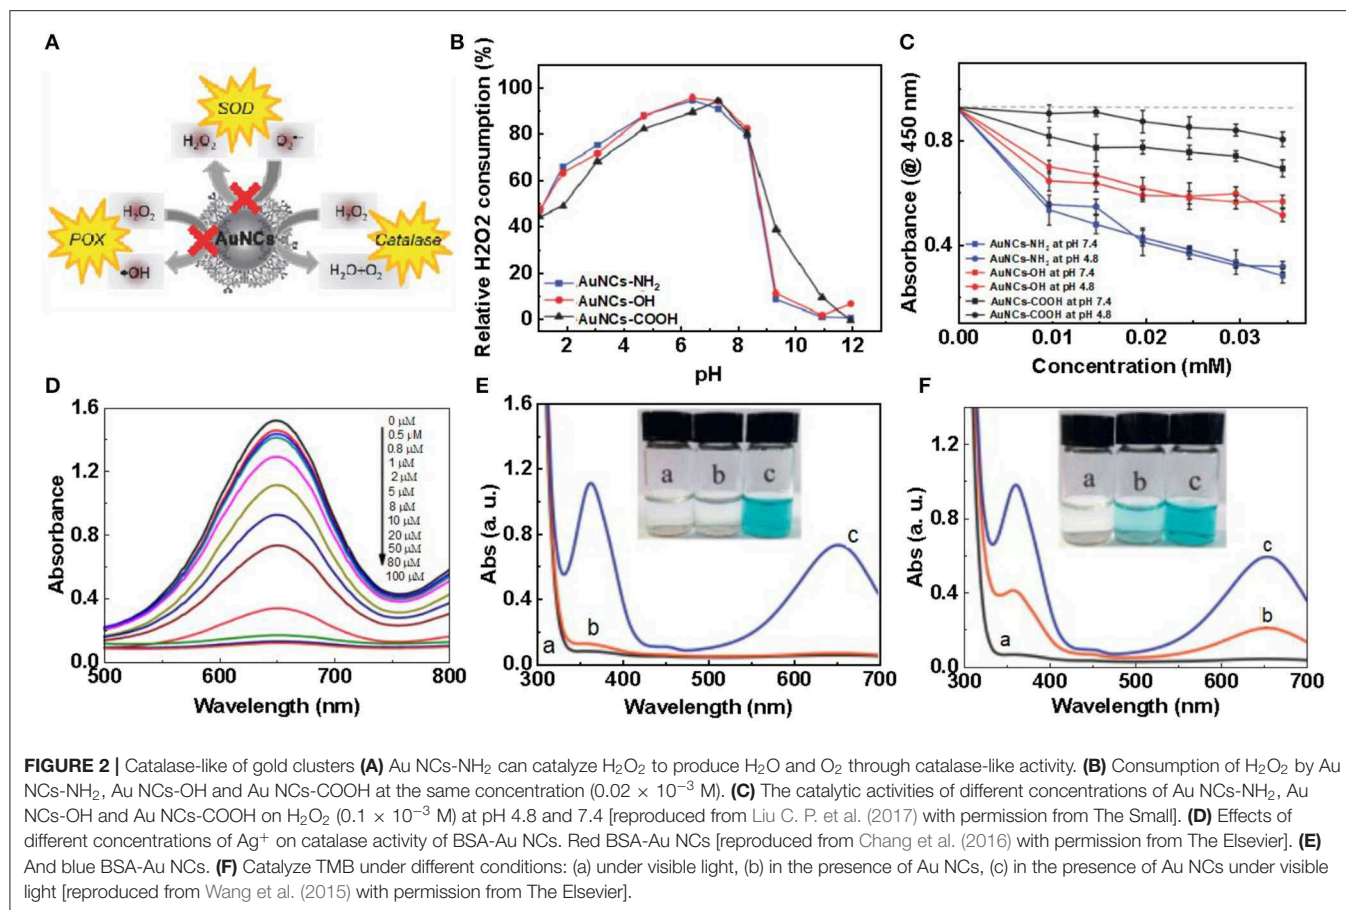 A
SOD
H₂O₂
O₂•−
H₂O₂
H₂O₂
POX
AuNCs
Catalase
•OH
H₂O+O₂
B
Relative H2O2 consumption (%)
100
80
60
40
20
0
AuNCs-NH₂
AuNCs-OH
AuNCs-COOH
2 4 6 8 10 12
pH
C
Absorbance (@ 450 nm)
0.8
0.4
AuNCs-NH₂ at pH 7.4
AuNCs-NH₂ at pH 4.8
AuNCs-OH at pH 7.4
AuNCs-OH at pH 4.8
AuNCs-COOH at pH 7.4
AuNCs-COOH at pH 4.8
0.00 0.01 0.02 0.03
Concentration (mM)
D
Absorbance
1.6
1.2
0.8
0.4
0.0
0 μM
0.5 μM
0.8 μM
1 μM
2 μM
5 μM
8 μM
10 μM
20 μM
50 μM
80 μM
100 μM
500 600 700 800
Wavelength (nm)
E
Abs (a. u.)
1.6
1.2
0.8
0.4
0.0
a b c
c
b
a
300 400 500 600 700
Wavelength (nm)
F
Abs (a. u.)
1.2
0.8
0.4
0.0
a b c
c
b
a
300 400 500 600 700
Wavelength (nm)
FIGURE 2 | Catalase-like of gold clusters (A) Au NCs-NH₂ can catalyze H₂O₂ to produce H₂O and O₂ through catalase-like activity. (B) Consumption of H₂O₂ by Au
NCs-NH₂, Au NCs-OH and Au NCs-COOH at the same concentration (0.02 × 10⁻³ M). (C) The catalytic activities of different concentrations of Au NCs-NH₂, Au
NCs-OH and Au NCs-COOH on H₂O₂ (0.1 × 10⁻³ M) at pH 4.8 and 7.4 [reproduced from Liu C. P. et al. (2017) with permission from The Small]. (D) Effects of
different concentrations of Ag⁺ on catalase activity of BSA-Au NCs. Red BSA-Au NCs [reproduced from Chang et al. (2016) with permission from The Elsevier]. (E)
And blue BSA-Au NCs. (F) Catalyze TMB under different conditions: (a) under visible light, (b) in the presence of Au NCs, (c) in the presence of Au NCs under visible
light [reproduced from Wang et al. (2015) with permission from The Elsevier].